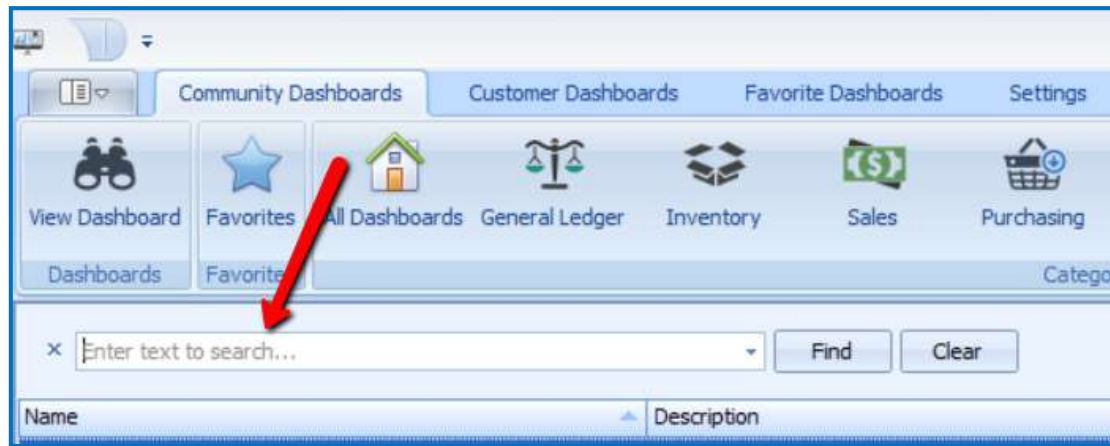 Community Dashboards Customer Dashboards Favorite Dashboards Settings
View Dashboard Favorites All Dashboards General Ledger Inventory Sales Purchasing
Dashboards Favorite Catego
Enter text to search... Find Clear
Name Description